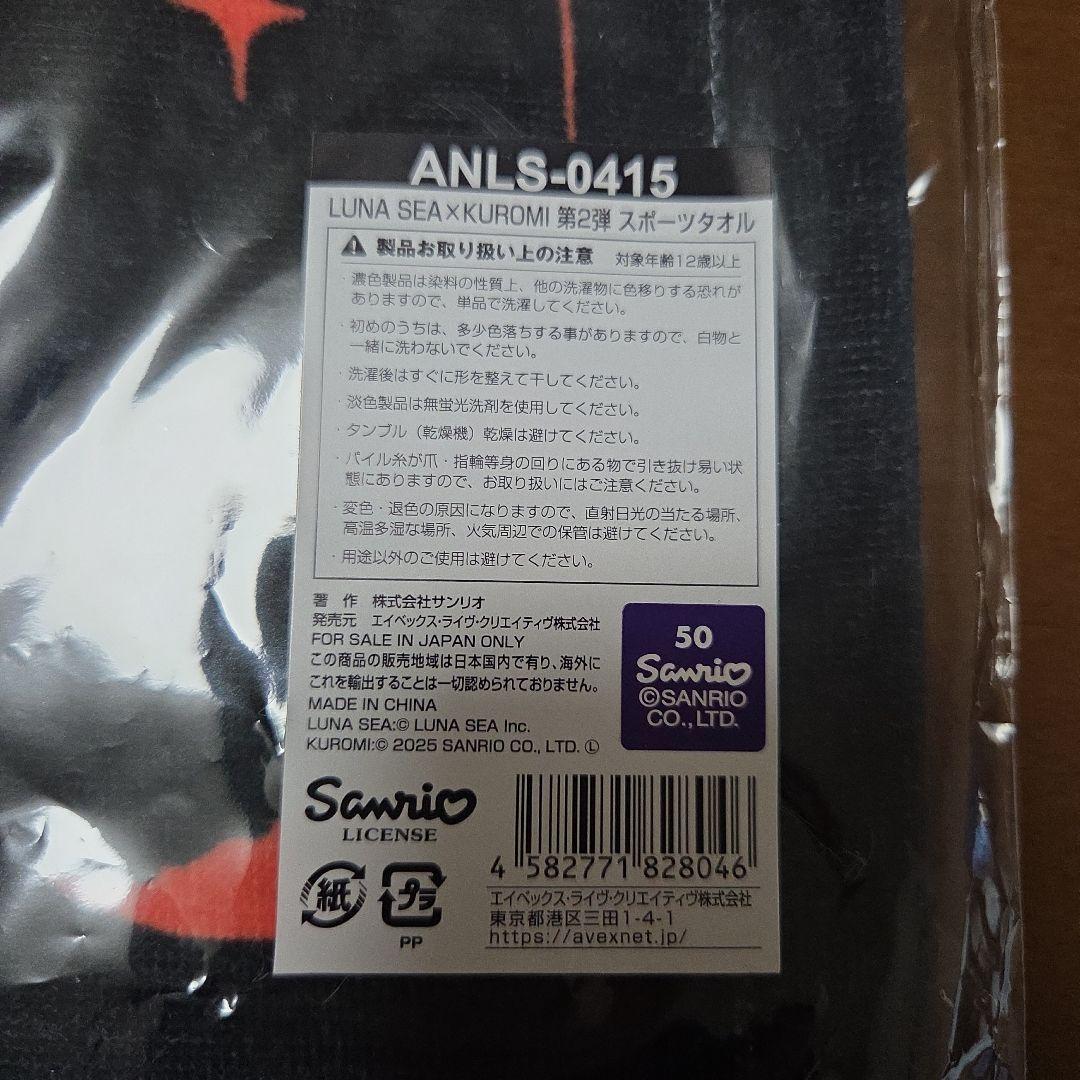 ANLS-0415
LUNA SEA×KUROMI 第2弾 スポーツタオル
製品お取り扱い上の注意 対象年齢12歳以上
・濃色製品は染料の性質上、他の洗濯物に色移りする恐れが
ありますので、単品で洗濯してください。
・初めのうちは、多少色落ちする事がありますので、白物と
一緒に洗わないでください。
・洗濯後はすぐに形を整えて干してください。
・淡色製品は無蛍光洗剤を使用してください。
・タンブル（乾燥機）乾燥は避けてください。
・パイル糸が爪・指輪等身の回りにある物で引き抜け易い状
態にありますので、お取り扱いにはご注意ください。
・変色・退色の原因になりますので、直射日光の当たる場所、
高温多湿な場所、火気周辺での保管は避けてください。
・用途以外のご使用は避けてください。
著 作 株式会社サンリオ
発売元 エイベックス・ライヴ・クリエイティヴ株式会社
FOR SALE IN JAPAN ONLY
この商品の販売地域は日本国内で有り、海外に
これを輸出することは一切認められておりません。
MADE IN CHINA
LUNA SEA:© LUNA SEA Inc.
KUROMI:© 2025 SANRIO CO., LTD. Ⓛ
50
Sanrio
©SANRIO
CO.,LTD.
Sanrio
LICENSE
紙
プラ
PP
4 582771 828046
エイベックス・ライヴ・クリエイティヴ株式会社
東京都港区三田1-4-1
https://avexnet.jp/